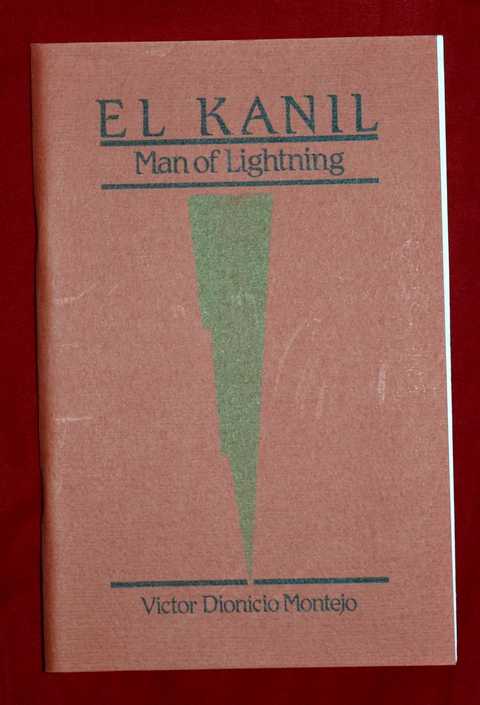 EL KANIL
Man of Lightning
Victor Dionicio Montejo